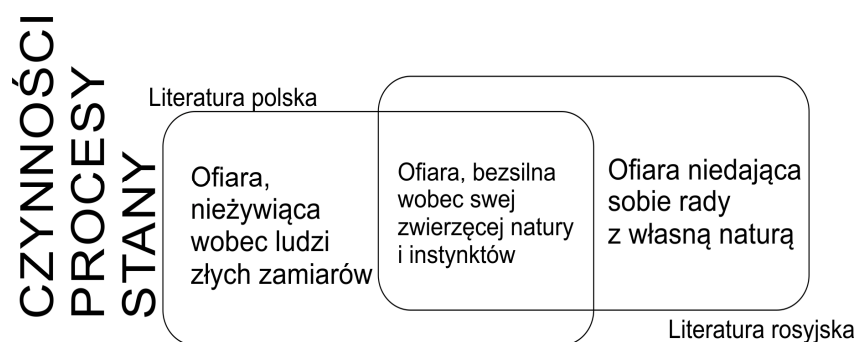 CZYNNOŚCI
PROCESY
STANY
Literatura polska
Ofiara,
nieżywiąca
wobec ludzi
złych zamiarów
Ofiara, bezsilna
wobec swej
zwierzęcej natury
i instynktów
Ofiara niedająca
sobie rady
z własną naturą
Literatura rosyjska